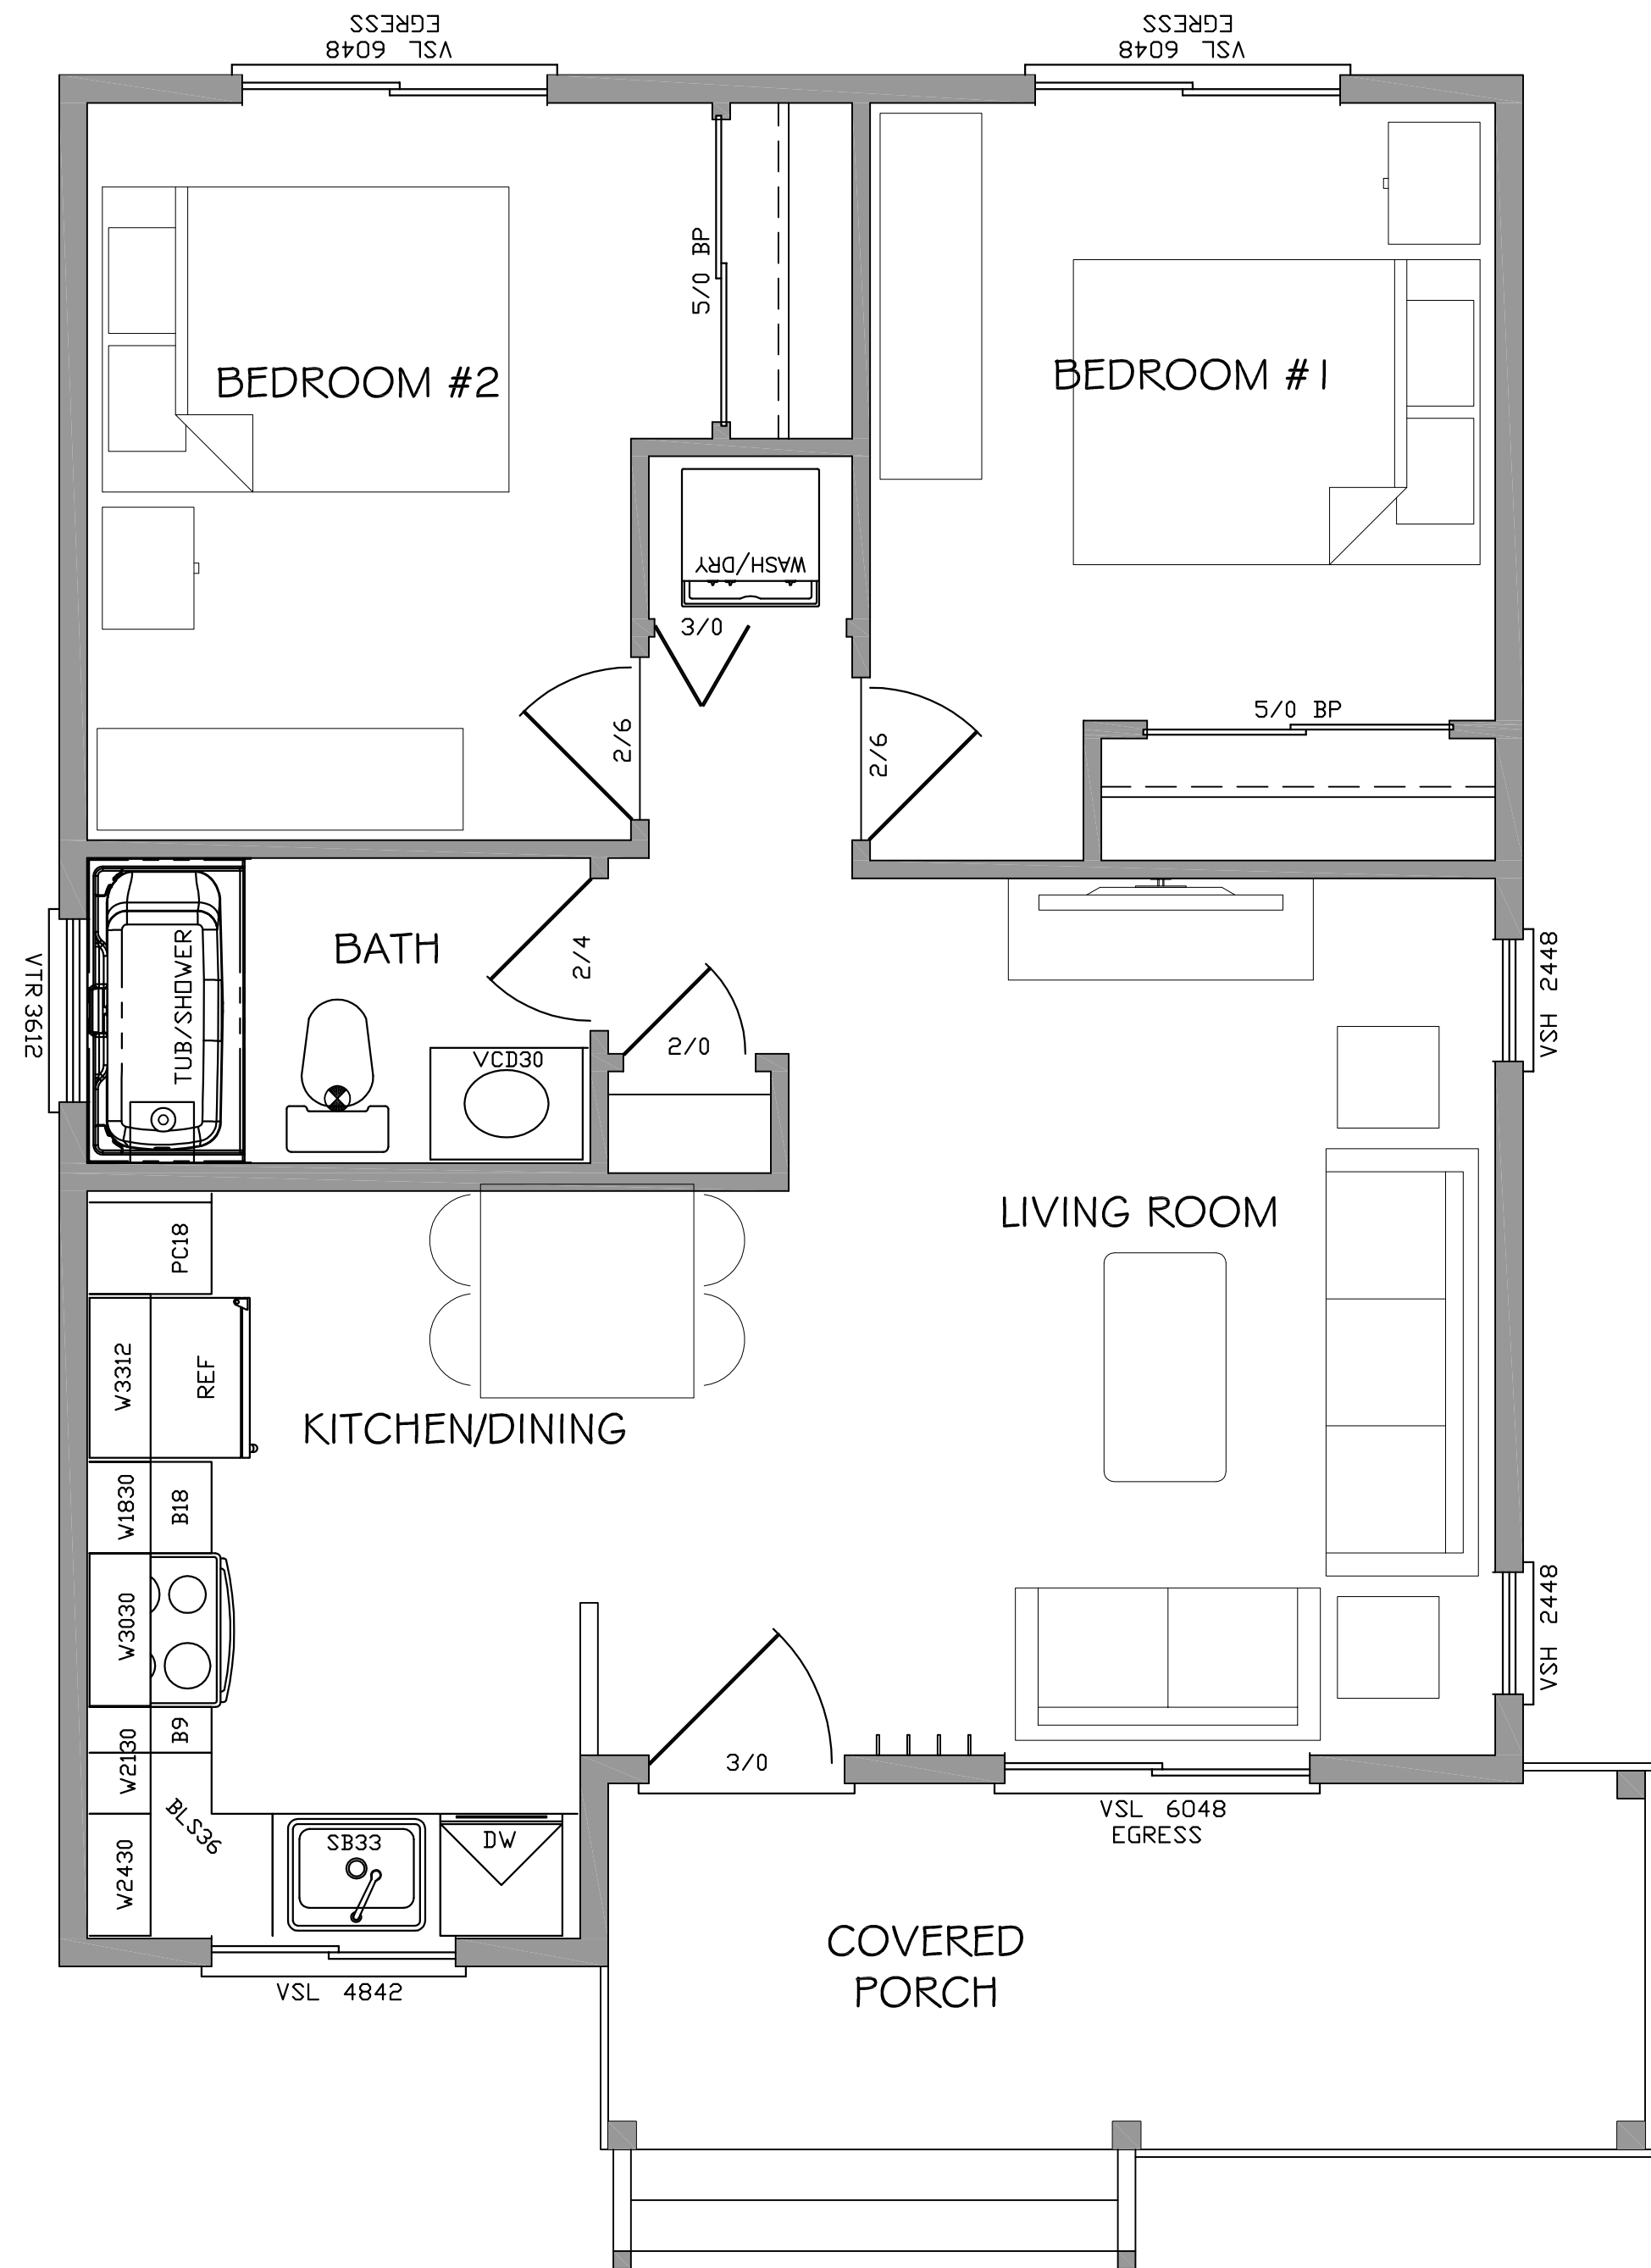 VSL 6048
EGRESS
VSL 6048
EGRESS
5/0 BP
BEDROOM #2
BEDROOM #1
WASH/DRY
3/0
2/6
2/6
5/0 BP
BATH
2/4
VTR 3612
TUB/SHOWER
VCD30
2/0
VSH 2448
PC18
LIVING ROOM
W3312
REF
KITCHEN/DINING
W1830
B18
W3030
VSH 2448
W2130
B9
3/0
VSL 6048
EGRESS
BLS36
SB33
DW
W2430
COVERED
PORCH
VSL 4842